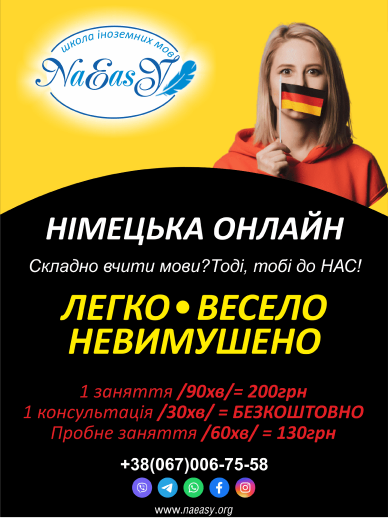 школа іноземних мов
NaEasy
НІМЕЦЬКА ОНЛАЙН
Складно вчити мови?Тоді, тобі до НАС!
ЛЕГКО•ВЕСЕЛО
НЕВИМУШЕНО
1 заняття /90хв/= 200грн
1 консультація /30хв/ = БЕЗКОШТОВНО
Пробне заняття /60хв/ = 130грн
+38(067)006-75-58
www.naeasy.org